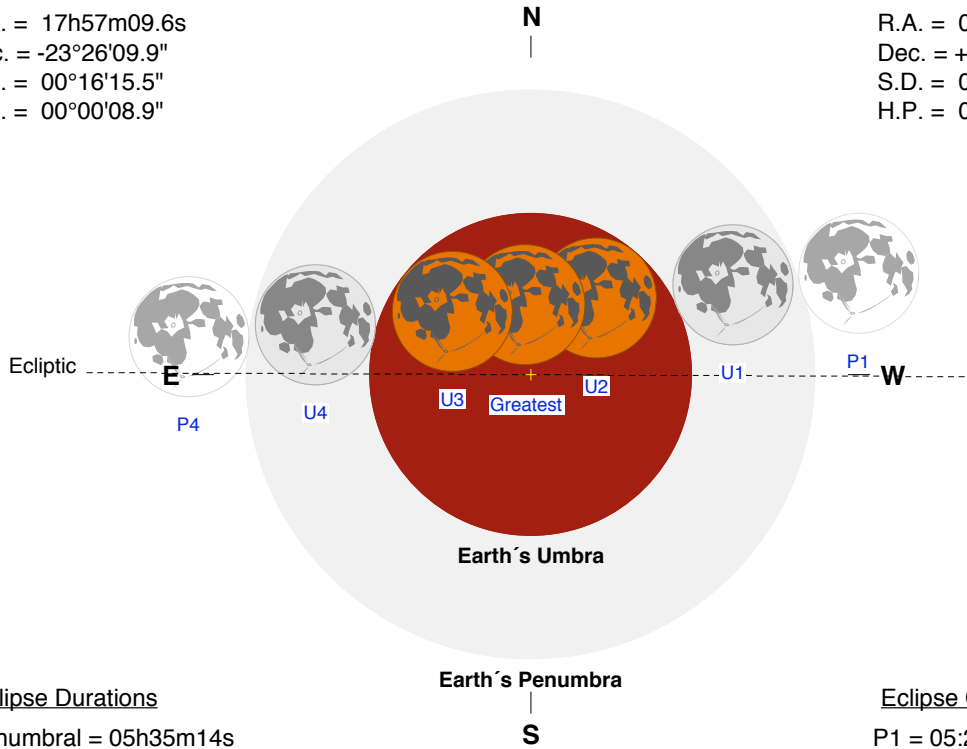 . = 17h57m09.6s
c. = -23°26'09.9"
. = 00°16'15.5"
. = 00°00'08.9"
N
R.A. = 0
Dec. = +
S.D. = 0
H.P. = 0
Ecliptic
E
W
P1
U1
U2
Greatest
U3
U4
P4
Earth´s Umbra
Earth´s Penumbra
S
lipse Durations
numbral = 05h35m14s
Eclipse
P1 = 05:2